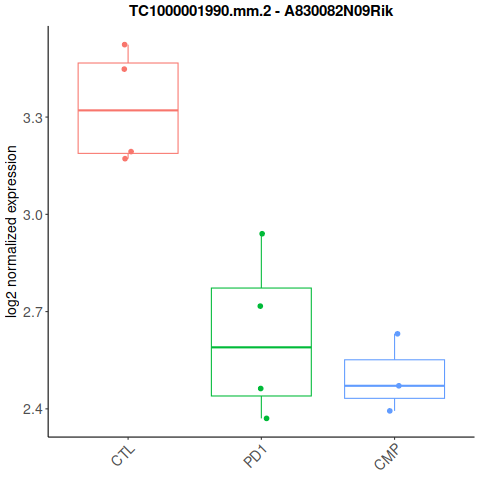 TC1000001990.mm.2 - A830082N09Rik
log2 normalized expression
3.3
3.0
2.7
2.4
CTL
PD1
CMP